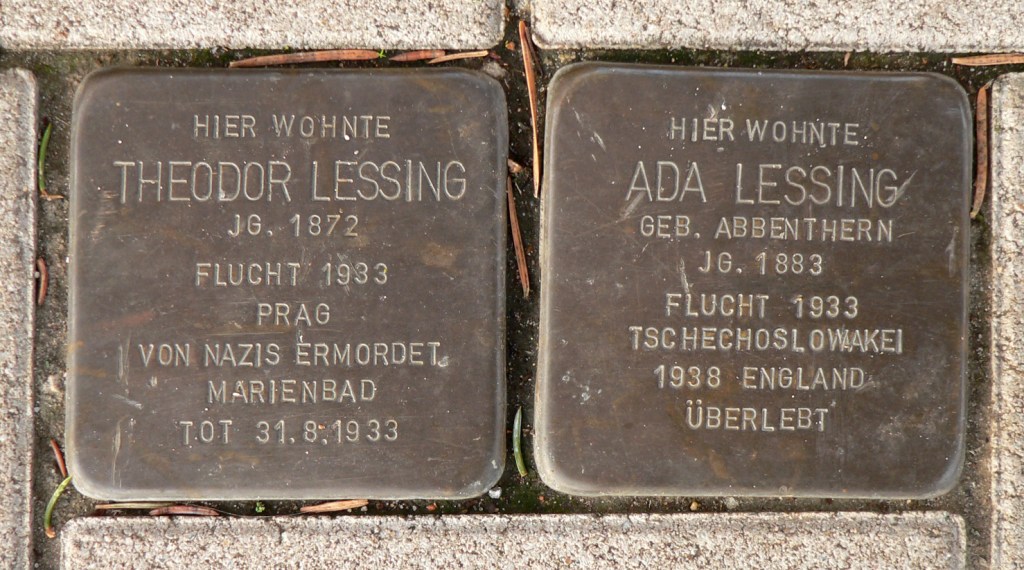 HIER WOHNTE
THEODOR LESSING
JG. 1872
FLUCHT 1933
PRAG
VON NAZIS ERMORDET
MARIENBAD
TOT 31.8.1933
HIER WOHNTE
ADA LESSING
GEB. ABBENTHERN
JG. 1883
FLUCHT 1933
TSCHECHOSLOWAKEI
1938 ENGLAND
ÜBERLEBT